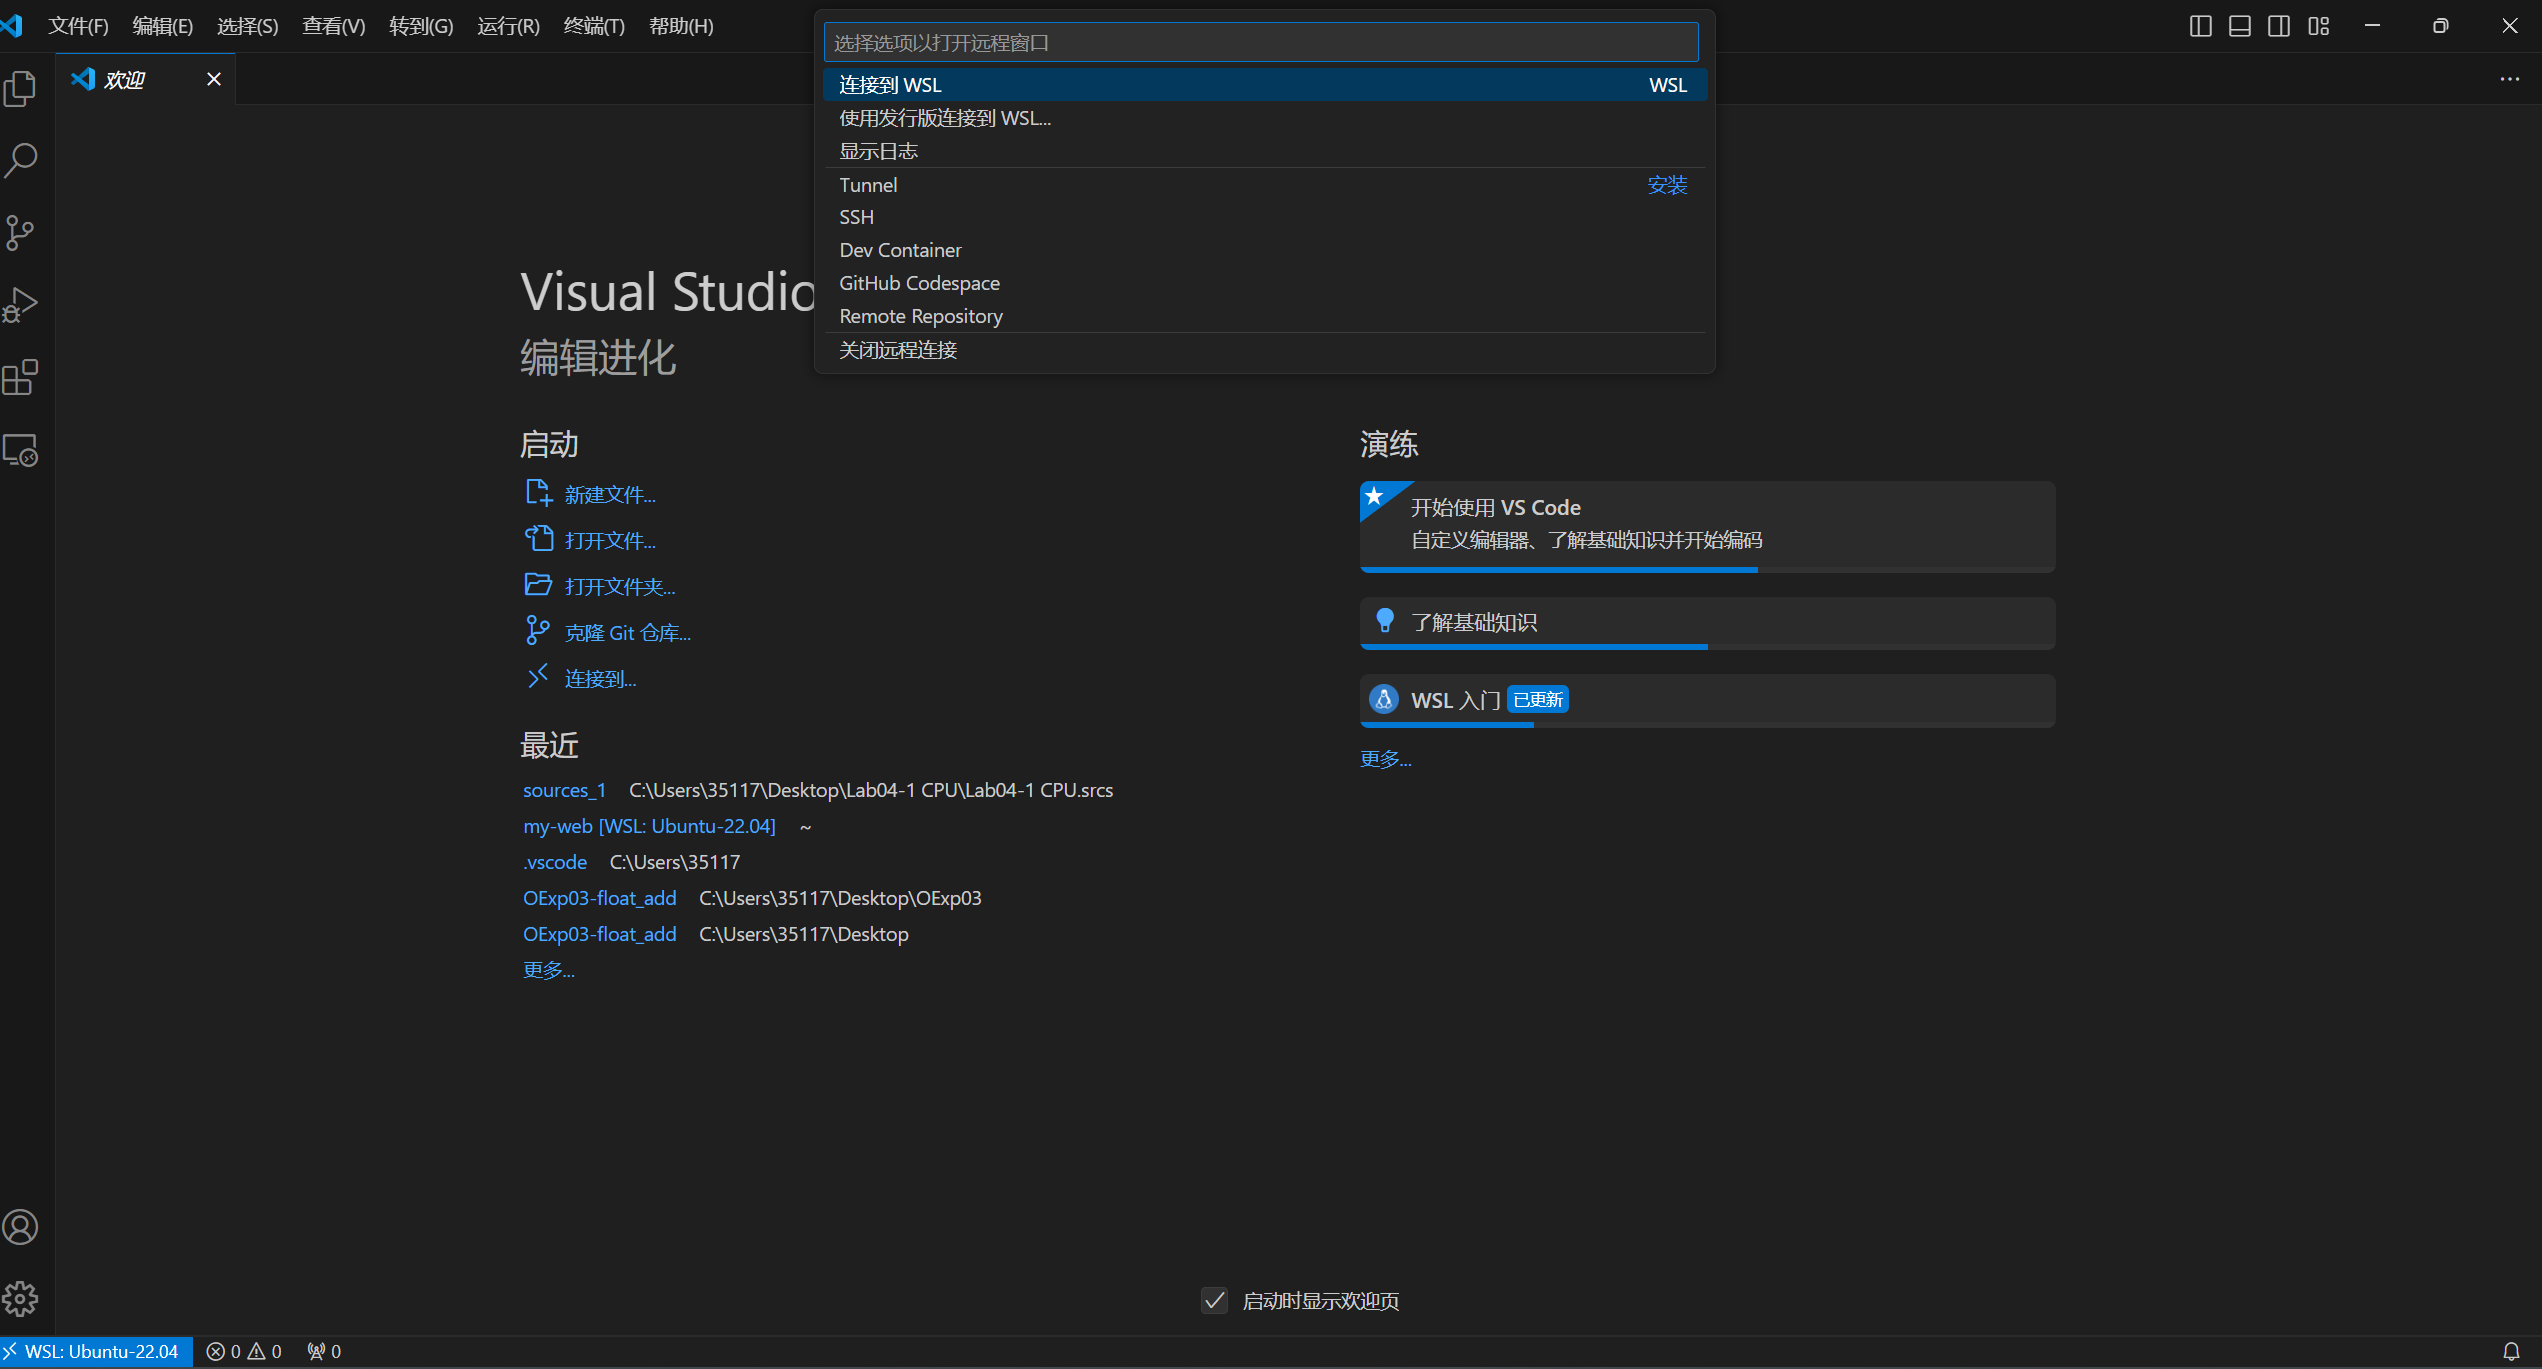 文件(F) 编辑(E) 选择(S) 查看(V) 转到(G) 运行(R) 终端(T) 帮助(H)
选择选项以打开远程窗口
连接到 WSL WSL
使用发行版连接到 WSL...
显示日志
Tunnel 安装
SSH
Dev Container
GitHub Codespace
Remote Repository
关闭远程连接
欢迎
Visual Studio
编辑进化
启动
新建文件...
打开文件...
打开文件夹...
克隆 Git 仓库...
连接到...
最近
sources_1 C:\Users\35117\Desktop\Lab04-1 CPU\Lab04-1 CPU.srcs
my-web [WSL: Ubuntu-22.04] ~
.vscode C:\Users\35117
OExp03-float_add C:\Users\35117\Desktop\OExp03
OExp03-float_add C:\Users\35117\Desktop
更多...
演练
开始使用 VS Code
自定义编辑器、了解基础知识并开始编码
了解基础知识
WSL 入门 已更新
更多...
启动时显示欢迎页
WSL: Ubuntu-22.04 0 0 0